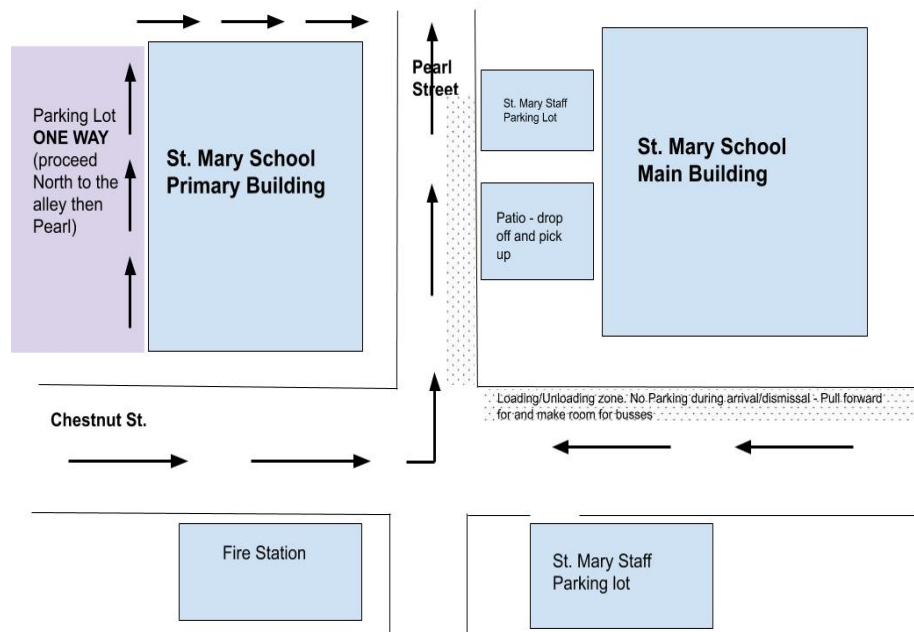 Pearl
Street
Parking Lot
ONE WAY
(proceed
North to the
alley then
Pearl)
St. Mary School
Primary Building
St. Mary Staff
Parking Lot
St. Mary School
Main Building
Patio - drop
off and pick
up
Loading/Unloading zone. No Parking during arrival/dismissal - Pull forward
for and make room for busses
Chestnut St.
Fire Station
St. Mary Staff
Parking lot